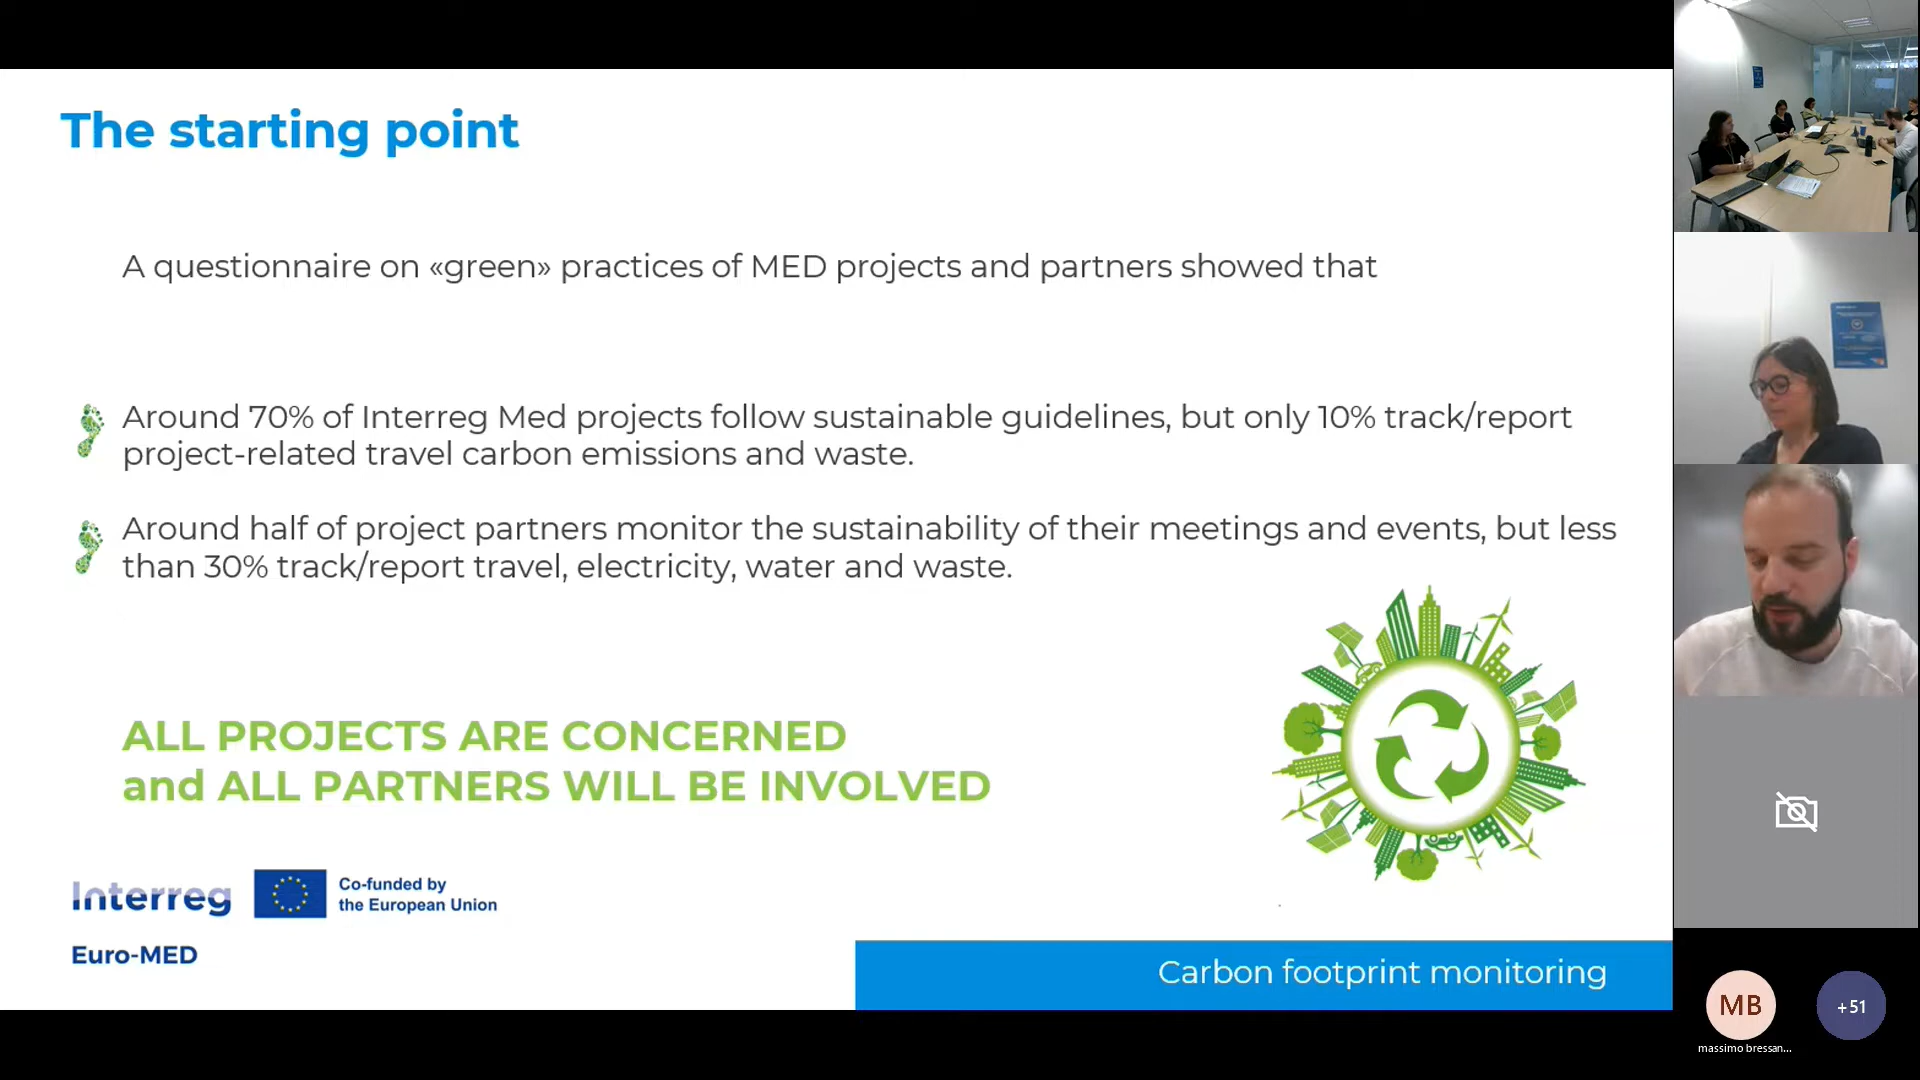 The starting point
A questionnaire on «green» practices of MED projects and partners showed that
Around 70% of Interreg Med projects follow sustainable guidelines, but only 10% track/report
project-related travel carbon emissions and waste.
Around half of project partners monitor the sustainability of their meetings and events, but less
than 30% track/report travel, electricity, water and waste.
ALL PROJECTS ARE CONCERNED
and ALL PARTNERS WILL BE INVOLVED
Interreg
Co-funded by
the European Union
Euro-MED
Carbon footprint monitoring
MB
+51
massimo bressan...